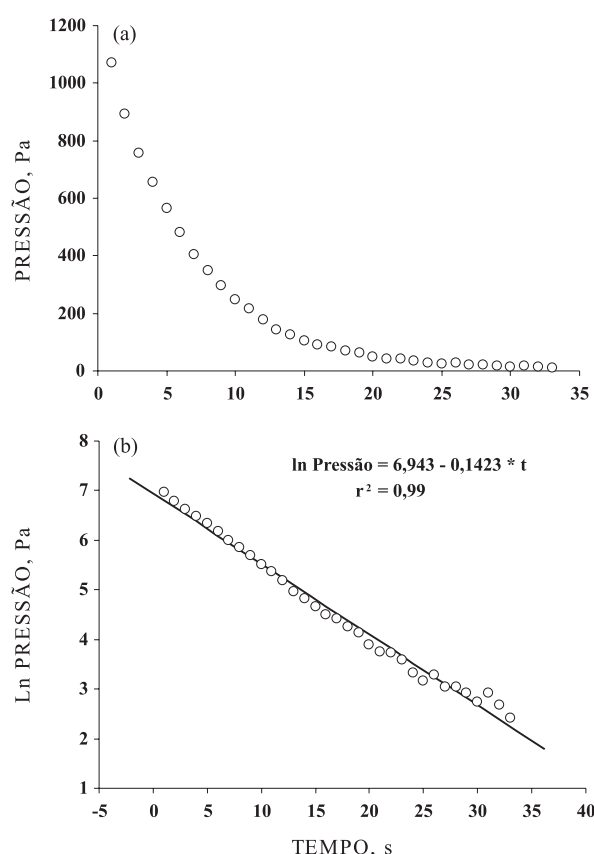 (a)
PRESSÃO, Pa
1200
1000
800
600
400
200
0
0 5 10 15 20 25 30 35
(b)
ln Pressão = 6,943 - 0,1423 * t
r² = 0,99
Ln PRESSÃO, Pa
8
7
6
5
4
3
2
1
-5 0 5 10 15 20 25 30 35 40
TEMPO, s